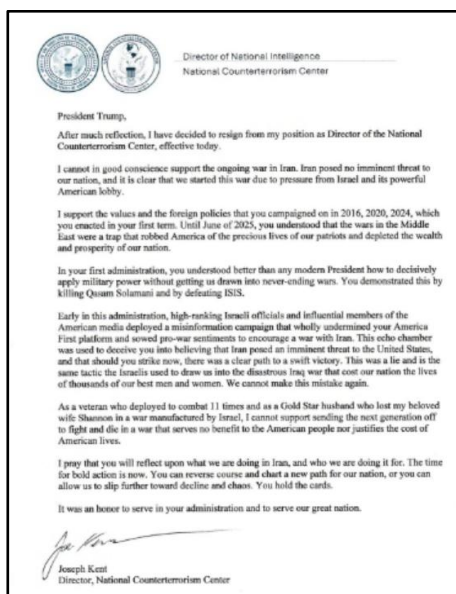 Director of National Intelligence
National Counterterrorism Center
President Trump,
After much reflection, I have decided to resign from my position as Director of the National
Counterterrorism Center, effective today.
I cannot in good conscience support the ongoing war in Iran. Iran posed no imminent threat to
our nation, and it is clear that we started this war due to pressure from Israel and its powerful
American lobby.
I support the values and the foreign policies that you campaigned on in 2016, 2020, 2024, which
you enacted in your first term. Until June of 2025, you understood that the wars in the Middle
East were a trap that robbed America of the precious lives of our patriots and depleted the wealth
and prosperity of our nation.
In your first administration, you understood better than any modern President how to decisively
apply military power without getting us drawn into never-ending wars. You demonstrated this by
killing Qasam Solamani and by defeating ISIS.
Early in this administration, high-ranking Israeli officials and influential members of the
American media deployed a misinformation campaign that wholly undermined your America
First platform and sowed pro-war sentiments to encourage a war with Iran. This echo chamber
was used to deceive you into believing that Iran posed an imminent threat to the United States,
and that should you strike now, there was a clear path to a swift victory. This was a lie and is the
same tactic the Israelis used to draw us into the disastrous Iraq war that cost our nation the lives
of thousands of our best men and women. We cannot make this mistake again.
As a veteran who deployed to combat 11 times and as a Gold Star husband who lost my beloved
wife Shannon in a war manufactured by Israel, I cannot support sending the next generation off
to fight and die in a war that serves no benefit to the American people nor justifies the cost of
American lives.
I pray that you will reflect upon what we are doing in Iran, and who we are doing it for. The time
for bold action is now. You can reverse course and chart a new path for our nation, or you can
allow us to slip further toward decline and chaos. You hold the cards.
It was an honor to serve in your administration and to serve our great nation.
Joseph Kent
Director, National Counterterrorism Center